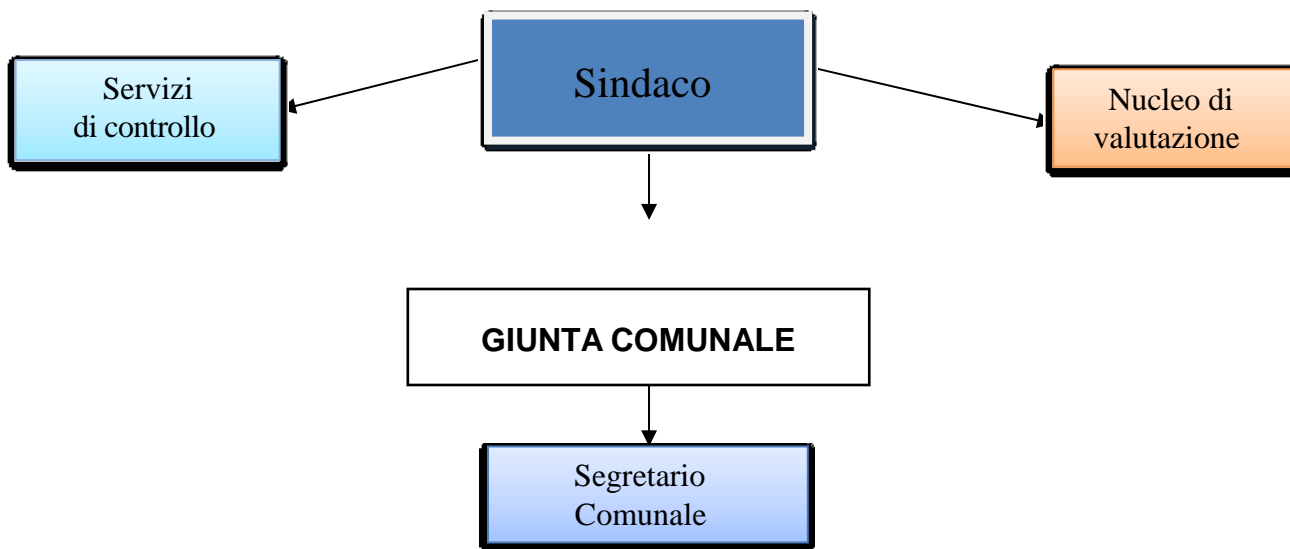 Sindaco
Servizi
di controllo
Nucleo di
valutazione
GIUNTA COMUNALE
Segretario
Comunale